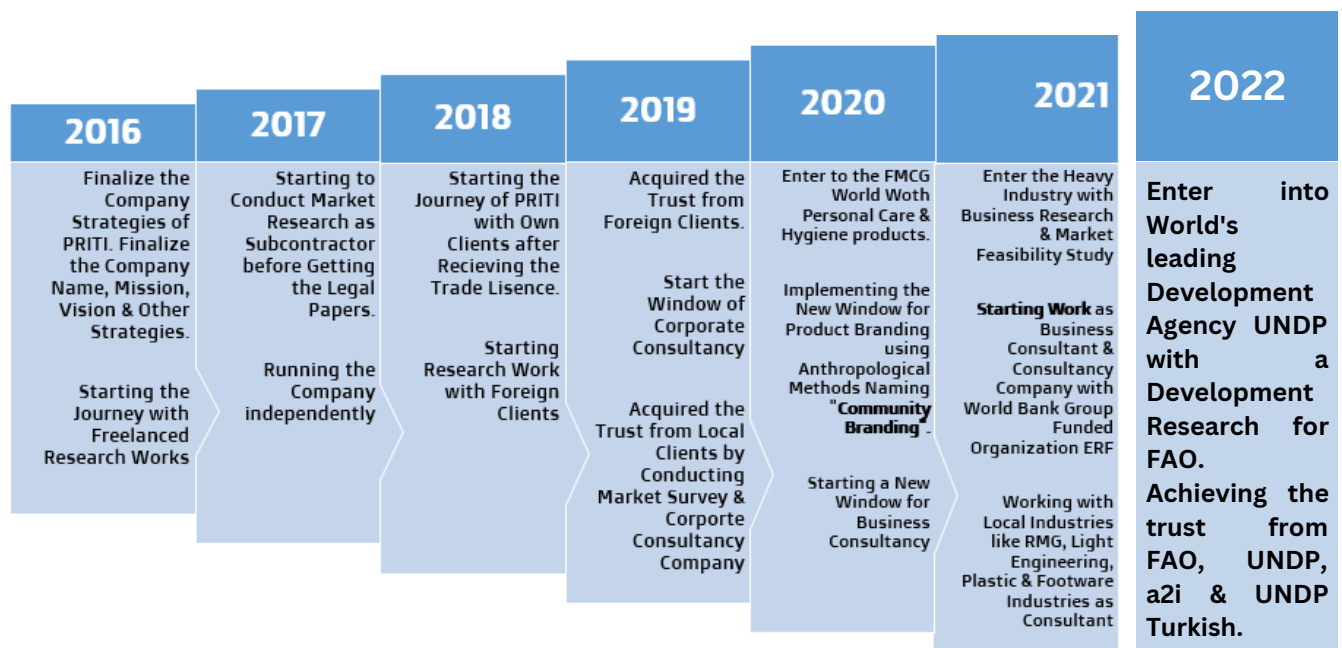 2016
Finalize the
Company
Strategies of
PRITI. Finalize
the Company
Name, Mission,
Vision & Other
Strategies.
Starting the
Journey with
Freelanced
Research Works
2017
Starting to
Conduct Market
Research as
Subcontractor
before Getting
the Legal
Papers.
Running the
Company
independently
2018
Starting the
Journey of PRITI
with Own
Clients after
Recieving the
Trade Lisence.
Starting
Research Work
with Foreign
Clients
2019
Acquired the
Trust from
Foreign Clients.
Start the
Window of
Corporate
Consultancy
Acquired the
Trust from Local
Clients by
Conducting
Market Survey &
Corporte
Consultancy
Company
2020
Enter to the FMCG
World Woth
Personal Care &
Hygiene products.
Implementing the
New Window for
Product Branding
using
Anthropological
Methods Naming
"Community
Branding".
Starting a New
Window for
Business
Consultancy
2021
Enter the Heavy
Industry with
Business Research
& Market
Feasibility Study
Starting Work as
Business
Consultant &
Consultancy
Company with
World Bank Group
Funded
Organization ERF
Working with
Local Industries
like RMG, Light
Engineering,
Plastic & Footware
Industries as
Consultant
2022
Enter into
World's
leading
Development
Agency UNDP
with a
Development
Research for
FAO.
Achieving the
trust from
FAO, UNDP,
a2i & UNDP
Turkish.